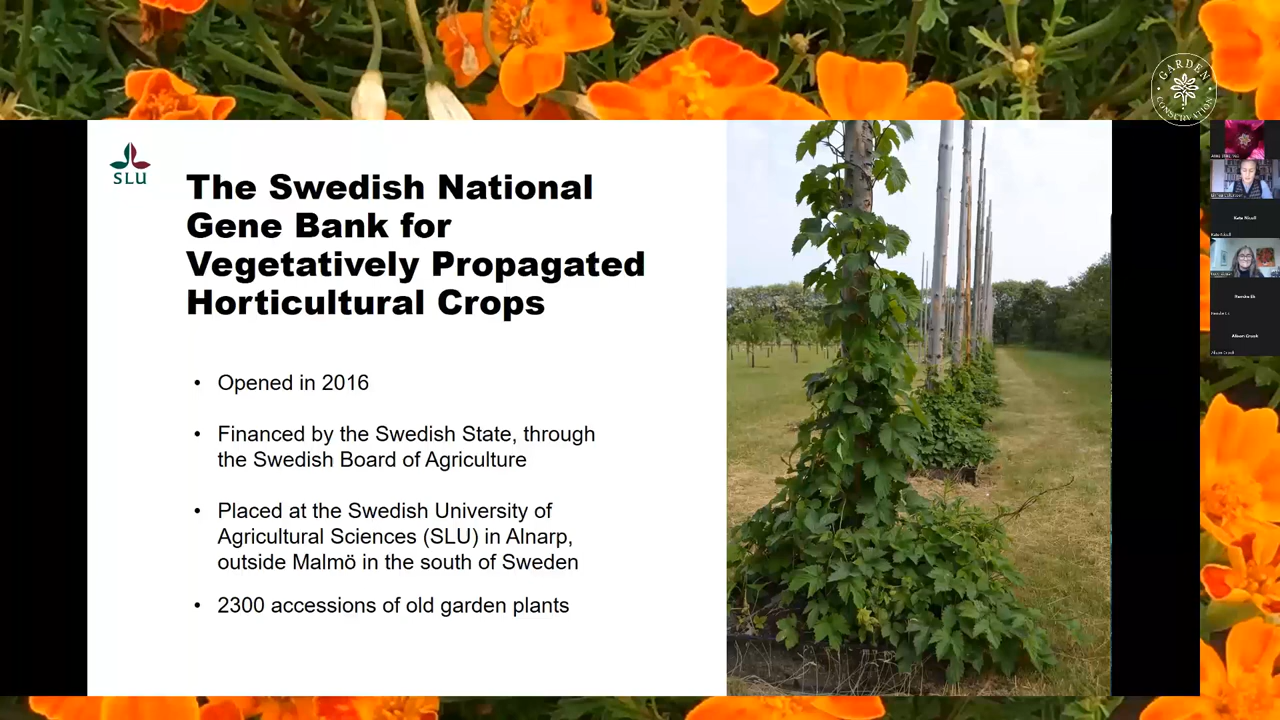 GARDEN
CONSERVATION
SLU
The Swedish National
Gene Bank for
Vegetatively Propagated
Horticultural Crops
• Opened in 2016
• Financed by the Swedish State, through
the Swedish Board of Agriculture
• Placed at the Swedish University of
Agricultural Sciences (SLU) in Alnarp,
outside Malmö in the south of Sweden
• 2300 accessions of old garden plants